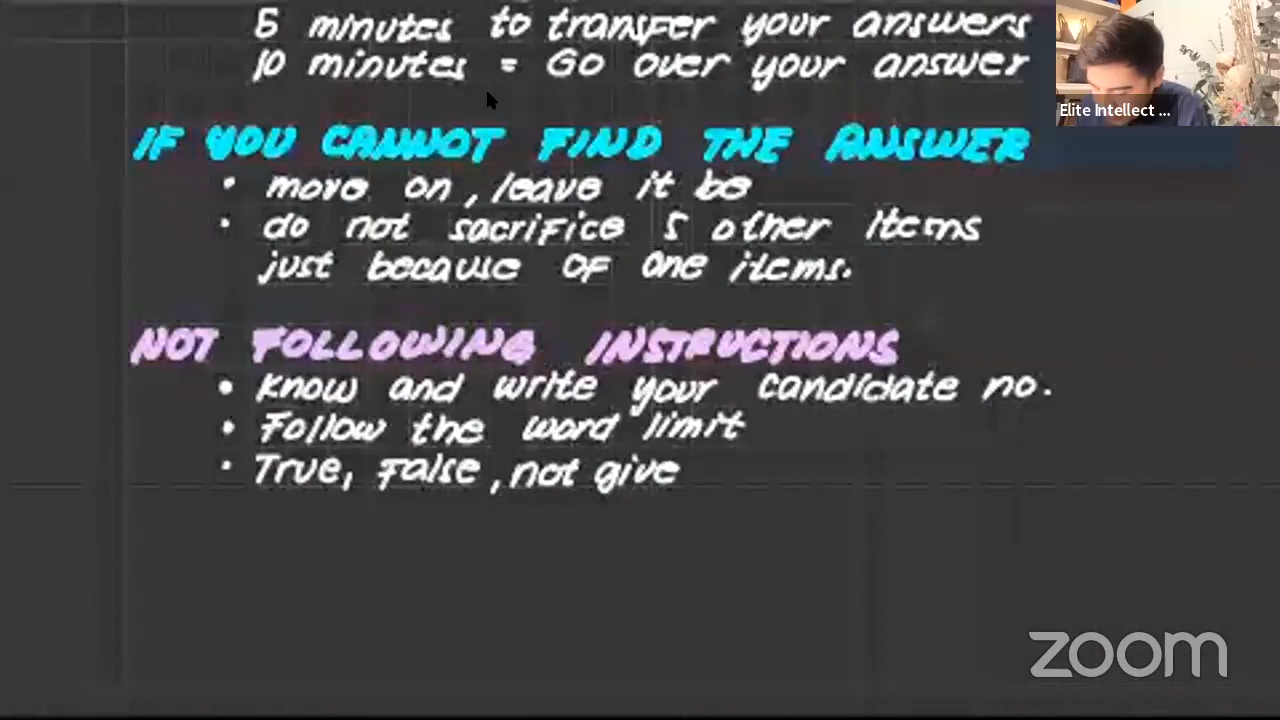 5 minutes to transfer your answers
10 minutes = Go over your answer
Elite Intellect ...
IF YOU CANNOT FIND THE ANSWER
• move on, leave it be
• do not sacrifice 5 other items
just because of one items.
NOT FOLLOWING INSTRUCTIONS
• Know and write your candidate no.
• Follow the word limit
• True, False, not give
zoom